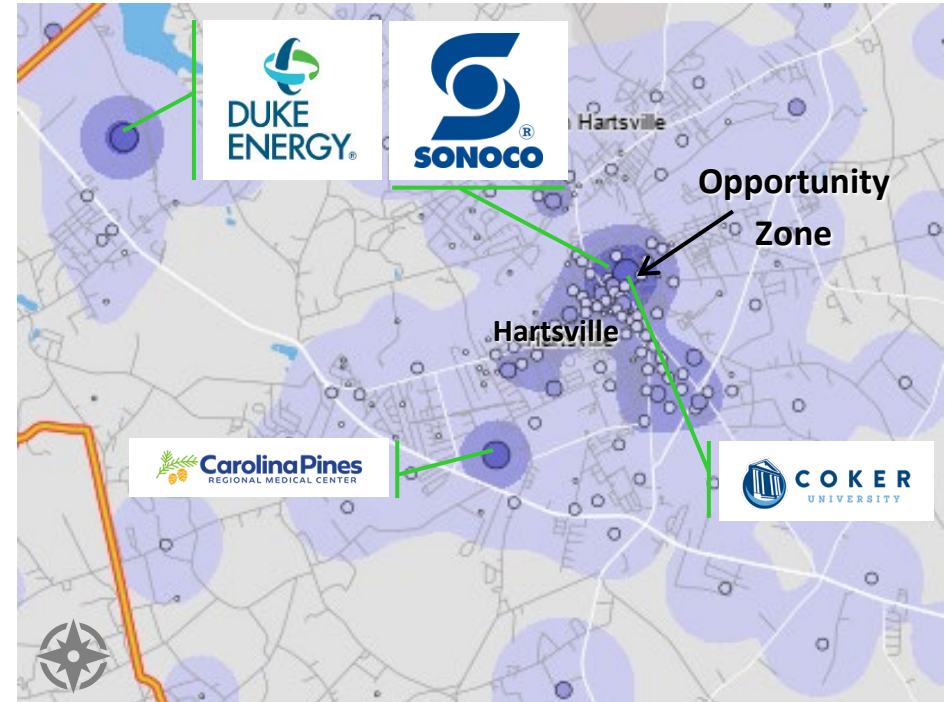 DUKE
ENERGY®
®
SONOCO
Hartsville
Opportunity
Zone
Hartsville
CarolinaPines
REGIONAL MEDICAL CENTER
COKER
UNIVERSITY